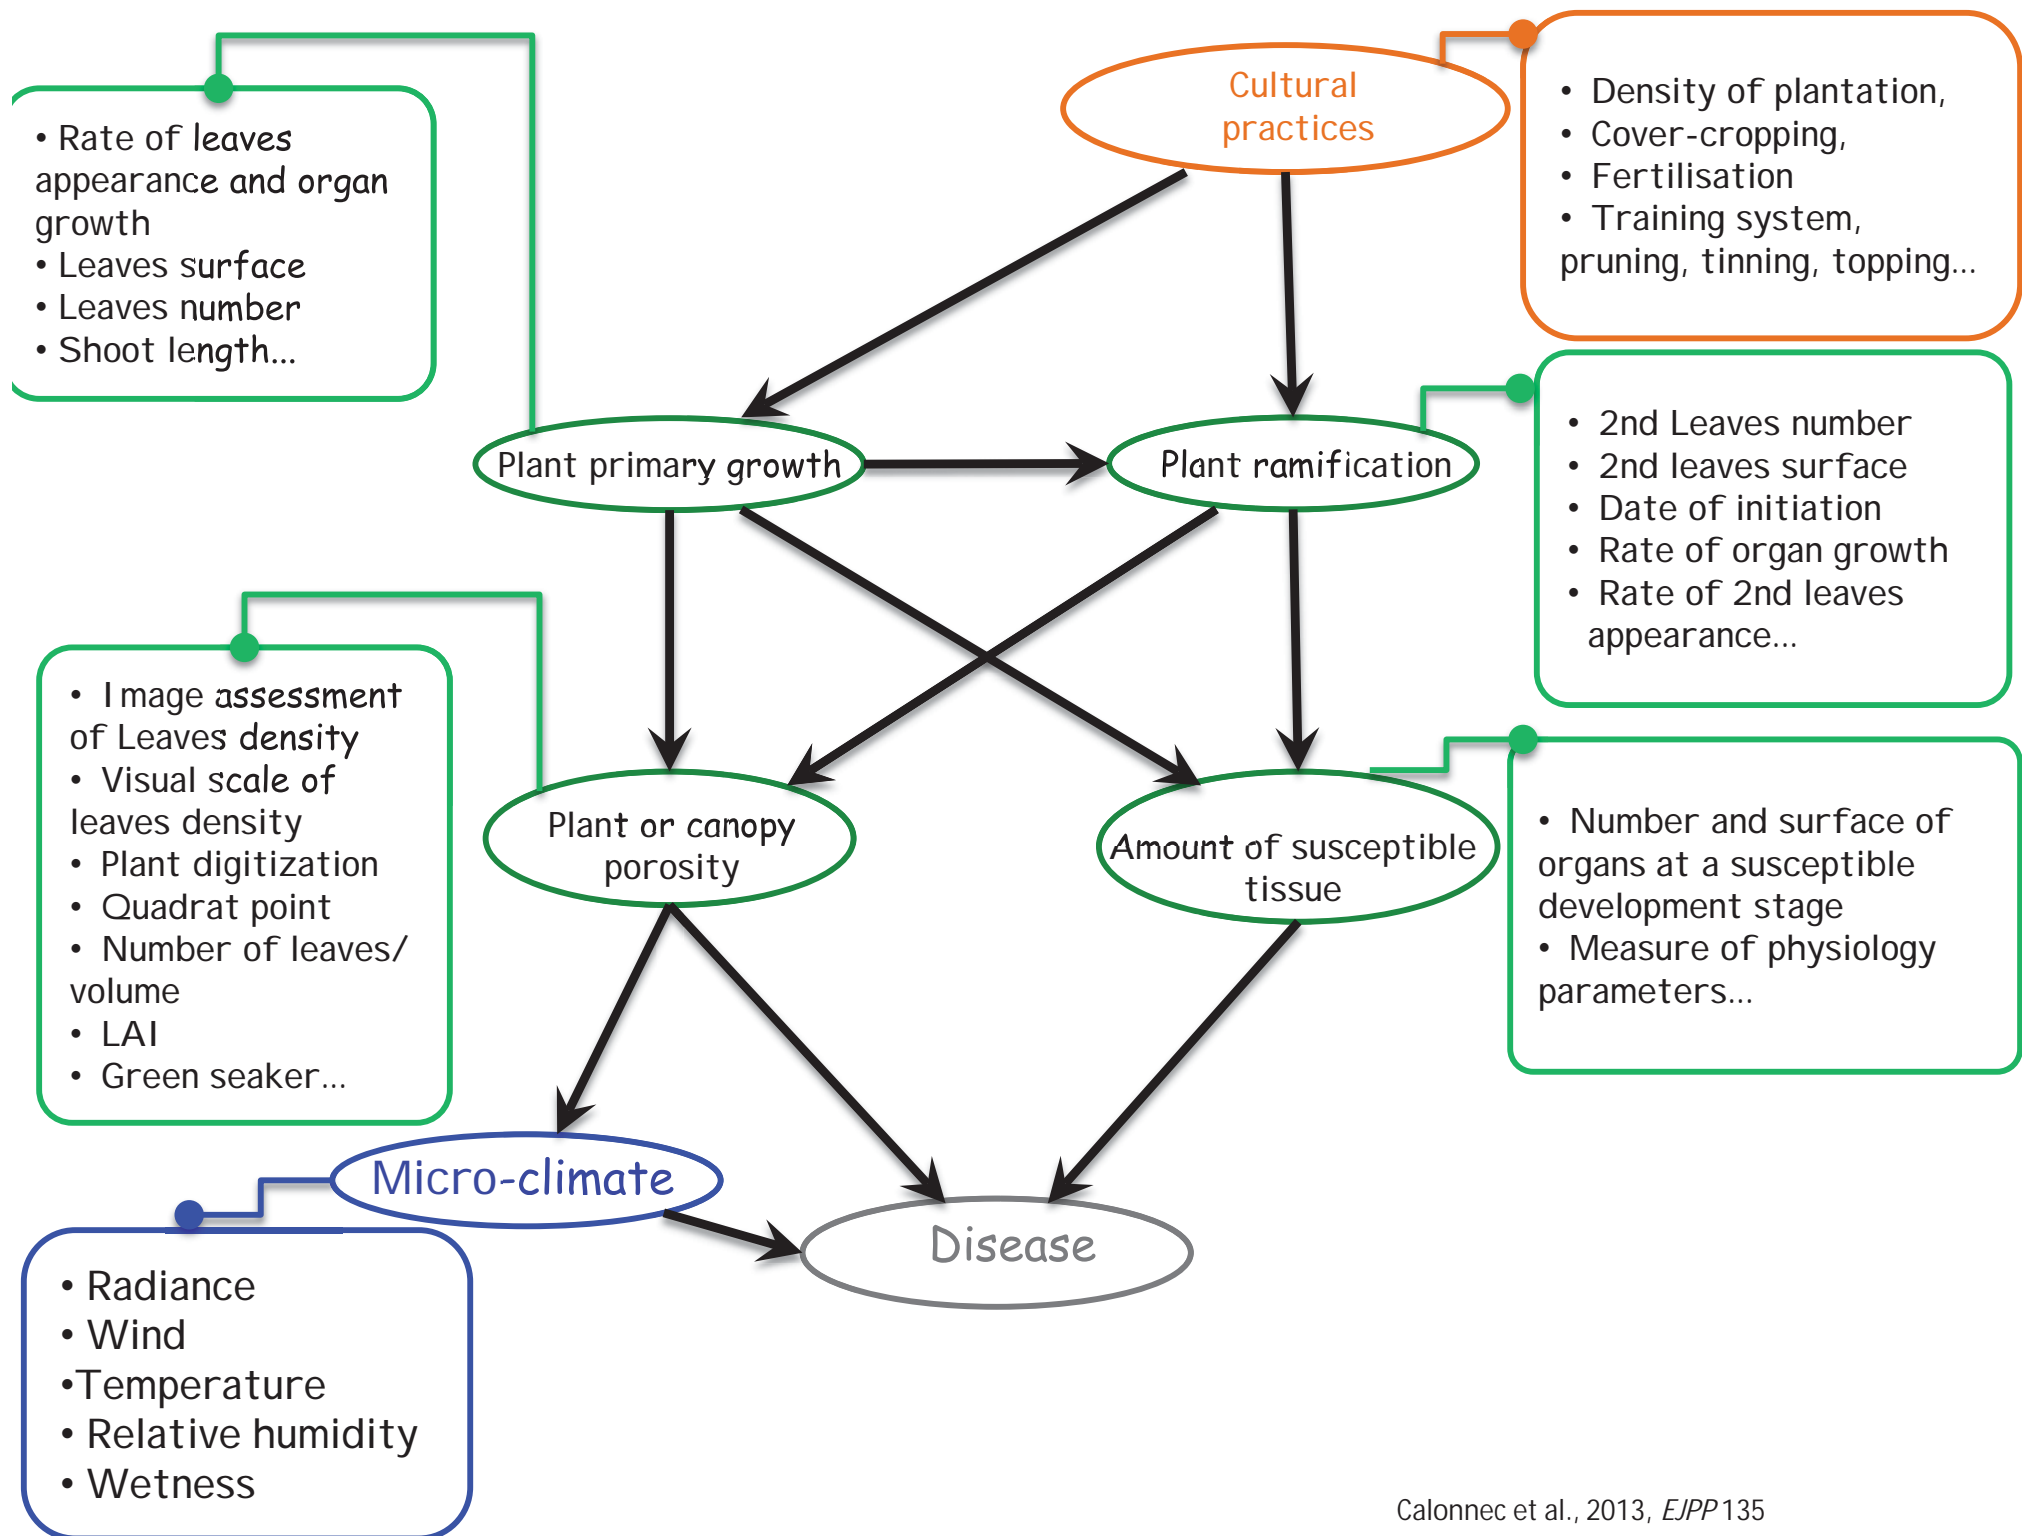 Cultural
practices
• Density of plantation,
• Cover-cropping,
• Fertilisation
• Training system,
pruning, tinning, topping...
• Rate of leaves
appearance and organ
growth
• Leaves surface
• Leaves number
• Shoot length...
Plant primary growth
Plant ramification
• 2nd Leaves number
• 2nd leaves surface
• Date of initiation
• Rate of organ growth
• Rate of 2nd leaves
appearance...
• Image assessment
of Leaves density
• Visual scale of
leaves density
• Plant digitization
• Quadrat point
• Number of leaves/
volume
• LAI
• Green seaker...
Plant or canopy
porosity
Amount of susceptible
tissue
• Number and surface of
organs at a susceptible
development stage
• Measure of physiology
parameters...
Micro-climate
Disease
• Radiance
• Wind
•Temperature
• Relative humidity
• Wetness
Calonnec et al., 2013, EJPP 135